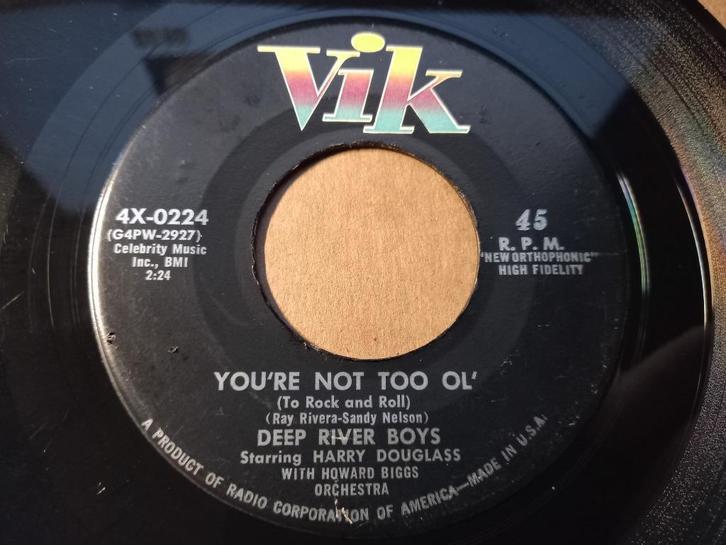 Vik
4X-0224
(G4PW-2927)
Celebrity Music
Inc., BMI
2:24
45
R. P. M.
"NEW ORTHOPHONIC"
HIGH FIDELITY
YOU'RE NOT TOO OL'
(To Rock and Roll)
(Ray Rivera-Sandy Nelson)
DEEP RIVER BOYS
Starring HARRY DOUGLASS
WITH HOWARD BIGGS
ORCHESTRA
A PRODUCT OF RADIO CORPORATION OF AMERICA—MADE IN U.S.A.